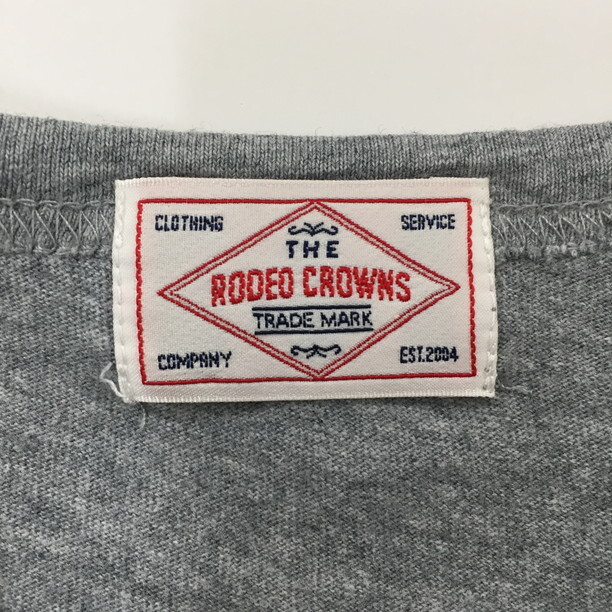 CLOTHING SERVICE
THE
RODEO CROWNS
TRADE MARK
COMPANY EST.2004